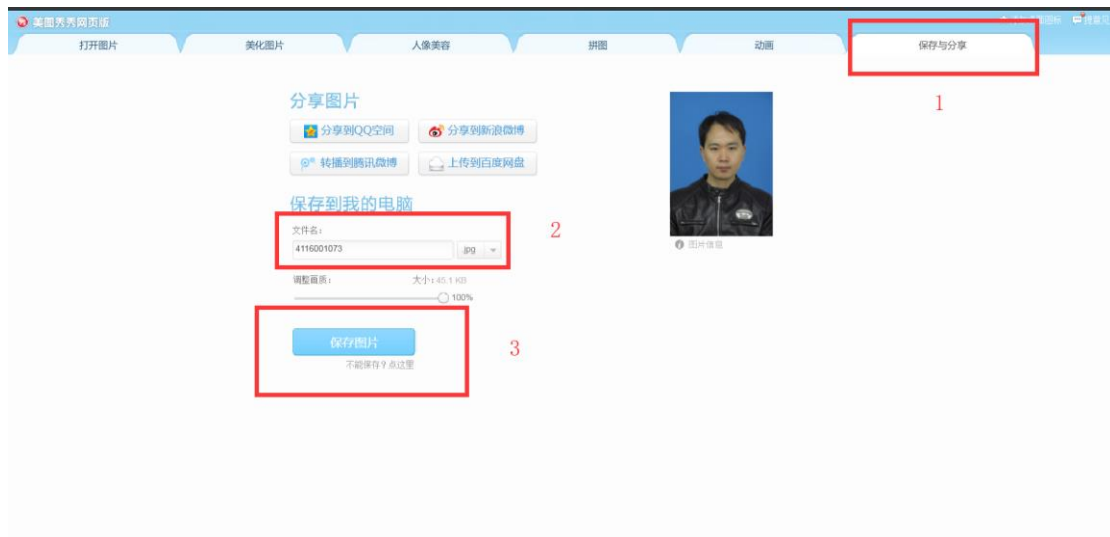 美图秀秀网页版
打开图片 美化图片 人像美容 拼图 动画 保存与分享
1
分享图片
分享到QQ空间 分享到新浪微博
转播到腾讯微博 上传到百度网盘
保存到我的电脑
2
文件名:
4116001073 .jpg
图片信息
调整画质: 大小:45.1 KB
100%
保存图片
3
不能保存?点这里